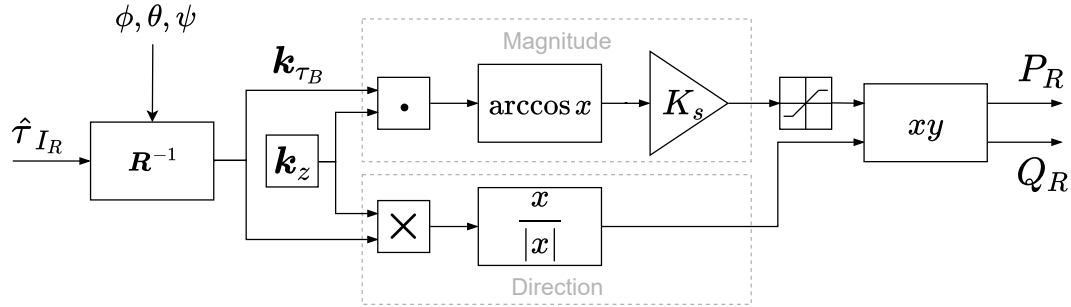 ϕ, θ, ψ
τ̂_{I_R}
R⁻¹
k_{τ_B}
k_z
Magnitude
·
arccos x
K_s
×
x
|x|
Direction
xy
P_R
Q_R